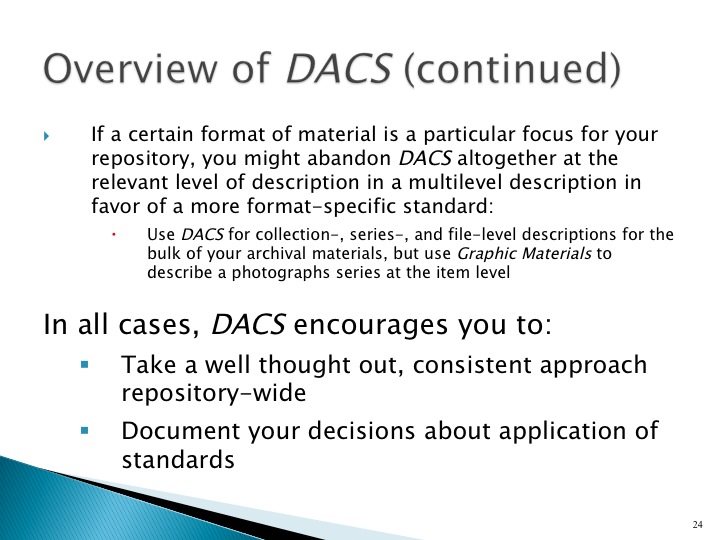 Overview of DACS (continued)
If a certain format of material is a particular focus for your
repository, you might abandon DACS altogether at the
relevant level of description in a multilevel description in
favor of a more format-specific standard:
Use DACS for collection-, series-, and file-level descriptions for the
bulk of your archival materials, but use Graphic Materials to
describe a photographs series at the item level
In all cases, DACS encourages you to:
Take a well thought out, consistent approach
repository-wide
Document your decisions about application of
standards
24